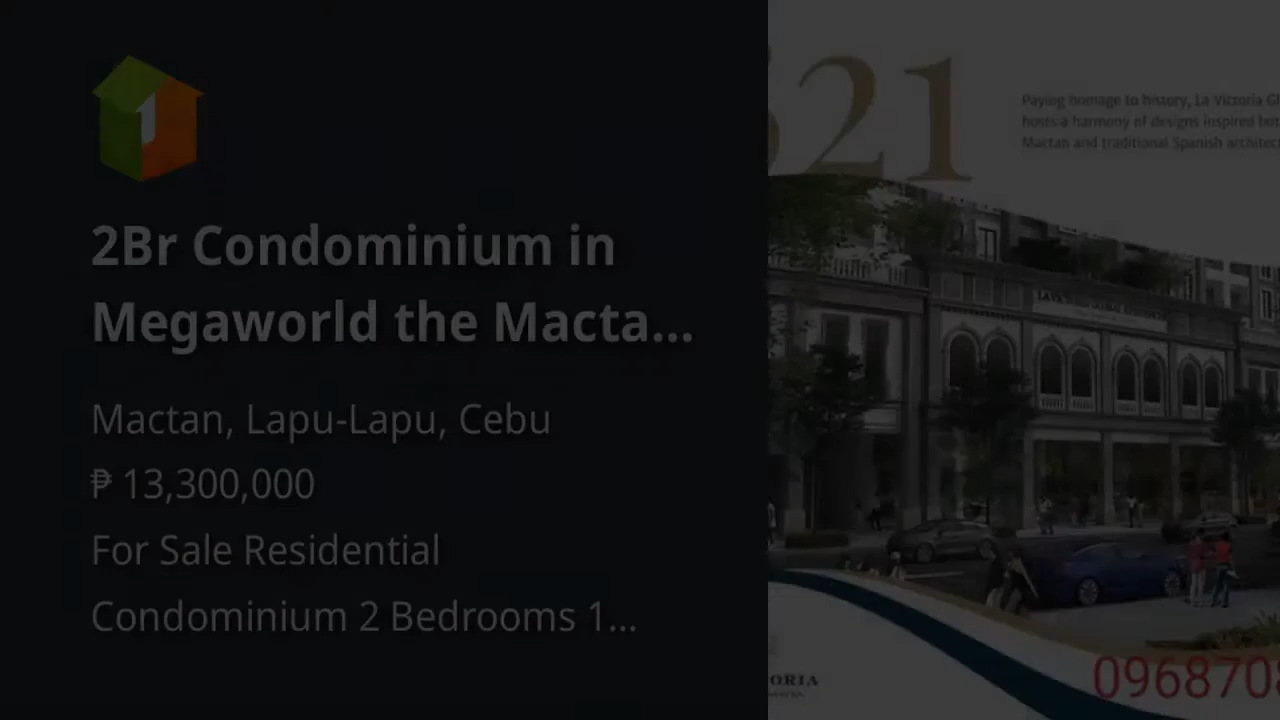 2Br Condominium in
Megaworld the Macta...
Mactan, Lapu-Lapu, Cebu
₱ 13,300,000
For Sale Residential
Condominium 2 Bedrooms 1...
21
Paying homage to history, La Victoria Gl
hosts a harmony of designs inspired bot
Mactan and traditional Spanish architect
ORIA
096870